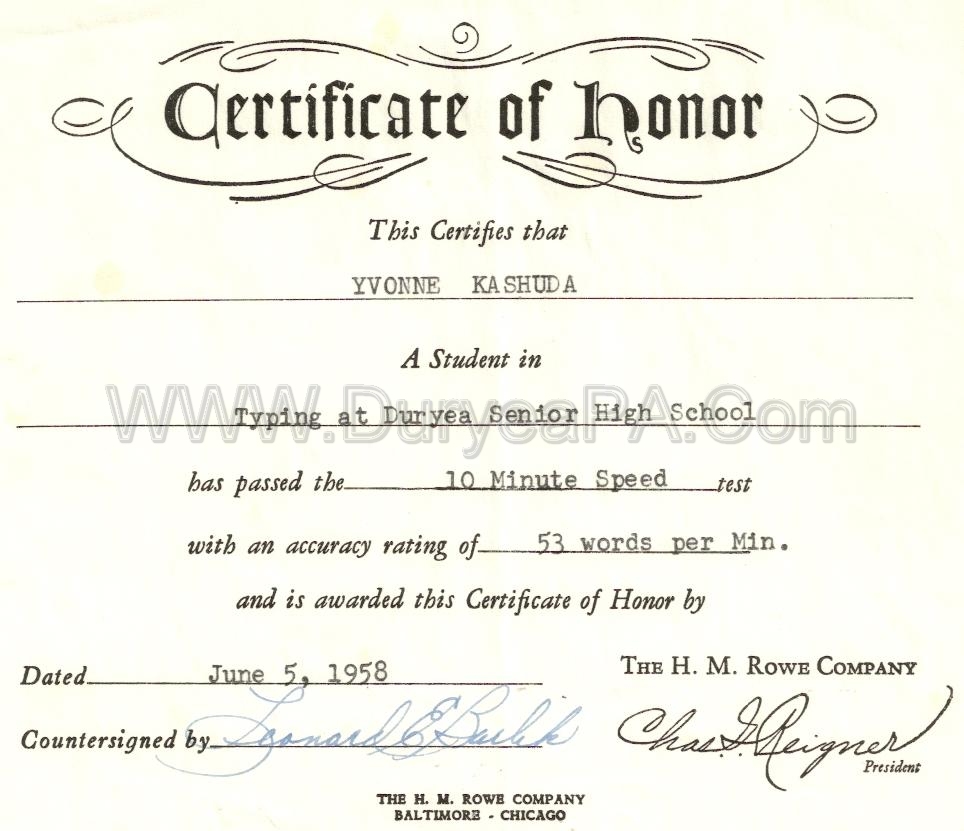 Certificate of Honor
This Certifies that
YVONNE KASHUDA
A Student in
WWW.DuryeaPA.Com
Typing at Duryea Senior High School
has passed the 10 Minute Speed test
with an accuracy rating of 53 words per Min.
and is awarded this Certificate of Honor by
Dated June 5, 1958
THE H. M. ROWE COMPANY
Countersigned by Leonard E
Chas. G. Reigner
President
THE H. M. ROWE COMPANY
BALTIMORE - CHICAGO